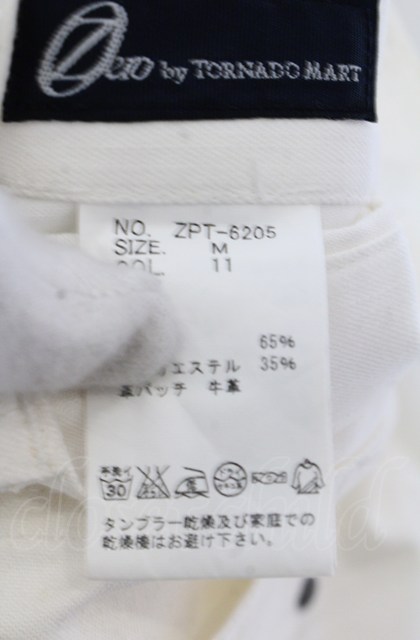 Zero by TORNADO MART
NO. ZPT-6205
SIZE. M
COL. 11
65%
エステル 35%
革パッチ 牛革
30
タンブラー乾燥及び家庭での
乾燥機はお避け下さい。